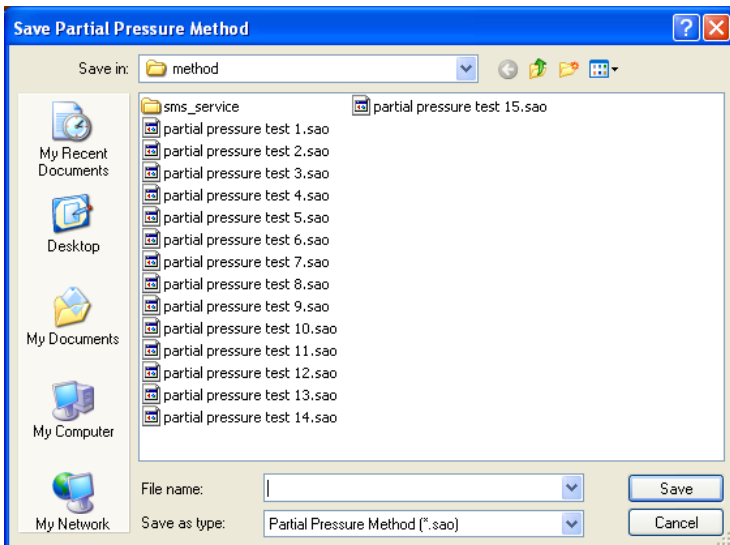 Save Partial Pressure Method
Save in: method
My Recent
Documents
Desktop
My Documents
My Computer
My Network
sms_service
partial pressure test 1.sao
partial pressure test 2.sao
partial pressure test 3.sao
partial pressure test 4.sao
partial pressure test 5.sao
partial pressure test 6.sao
partial pressure test 7.sao
partial pressure test 8.sao
partial pressure test 9.sao
partial pressure test 10.sao
partial pressure test 11.sao
partial pressure test 12.sao
partial pressure test 13.sao
partial pressure test 14.sao
partial pressure test 15.sao
File name: Save
Save as type: Partial Pressure Method (*.sao) Cancel